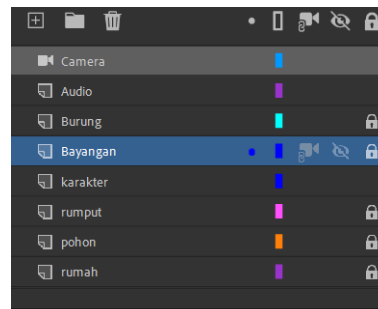 Camera
Audio
Burung
Bayangan
karakter
rumput
pohon
rumah